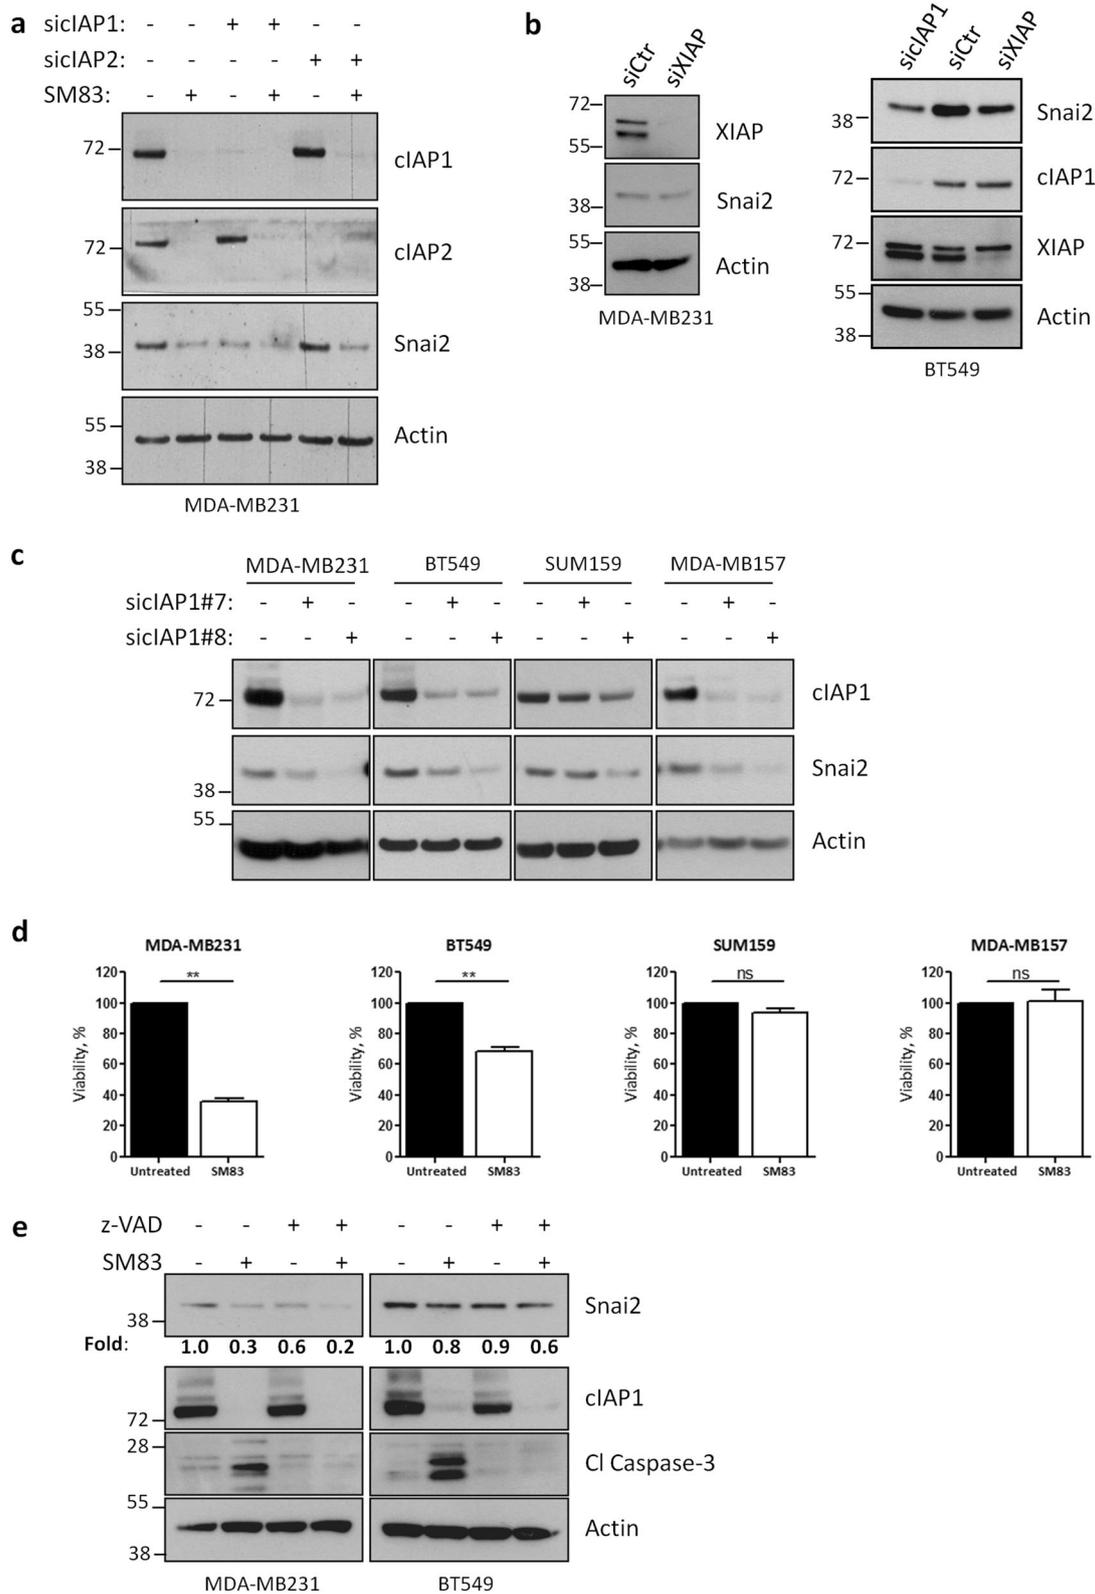 a
sicIAP1: - - + + - -
sicIAP2: - - - - + +
SM83: - + - + - +
72
cIAP1
72
cIAP2
55
38
Snai2
55
38
Actin
MDA-MB231
b
siCtr siXIAP
72
55
XIAP
38
Snai2
55
38
Actin
MDA-MB231
sicIAP1 siCtr siXIAP
38
Snai2
72
cIAP1
72
XIAP
55
38
Actin
BT549
c
MDA-MB231 BT549 SUM159 MDA-MB157
sicIAP1#7: - + - - + - - + - - + -
sicIAP1#8: - - + - - + - - + - - +
72
cIAP1
38
Snai2
55
Actin
d
MDA-MB231
Viability, %
120
100
80
60
40
20
0
**
Untreated SM83
BT549
Viability, %
120
100
80
60
40
20
0
**
Untreated SM83
SUM159
Viability, %
120
100
80
60
40
20
0
ns
Untreated SM83
MDA-MB157
Viability, %
120
100
80
60
40
20
0
ns
Untreated SM83
e
z-VAD - - + + - - + +
SM83 - + - + - + - +
38
Snai2
Fold: 1.0 0.3 0.6 0.2 1.0 0.8 0.9 0.6
72
cIAP1
28
Cl Caspase-3
55
38
Actin
MDA-MB231 BT549